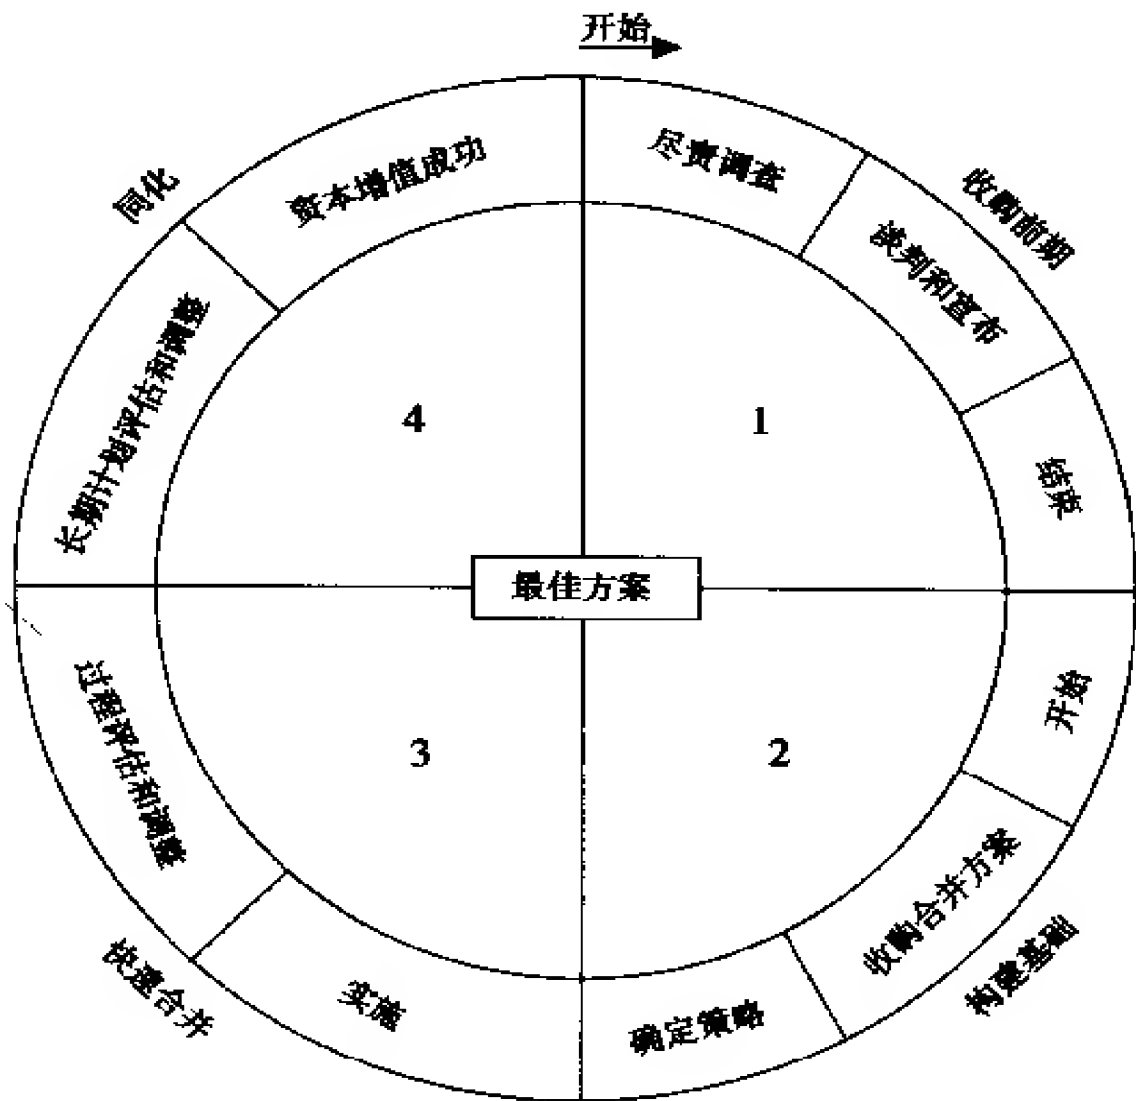 开始
尽责调查
收购前期
谈判和宣布
结束
1
开始
收购合并方案
构建基础
确定策略
2
实施
快速合并
过程评估和调整
3
长期计划评估和调整
同化
资本增值成功
4
最佳方案